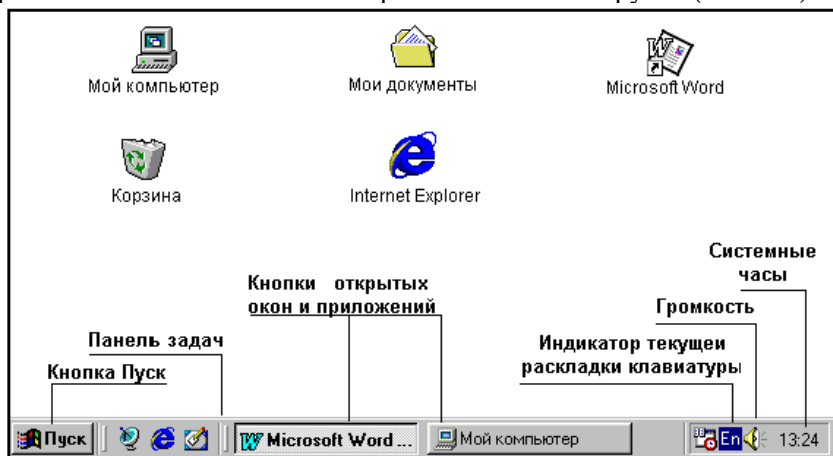 Мой компьютер
Мои документы
Microsoft Word
Корзина
Internet Explorer
Системные
часы
Кнопки открытых
окон и приложений
Громкость
Панель задач
Индикатор текущеи
раскладки клавиатуры
Кнопка Пуск
Пуск
Microsoft Word ...
Мой компьютер
En
13:24